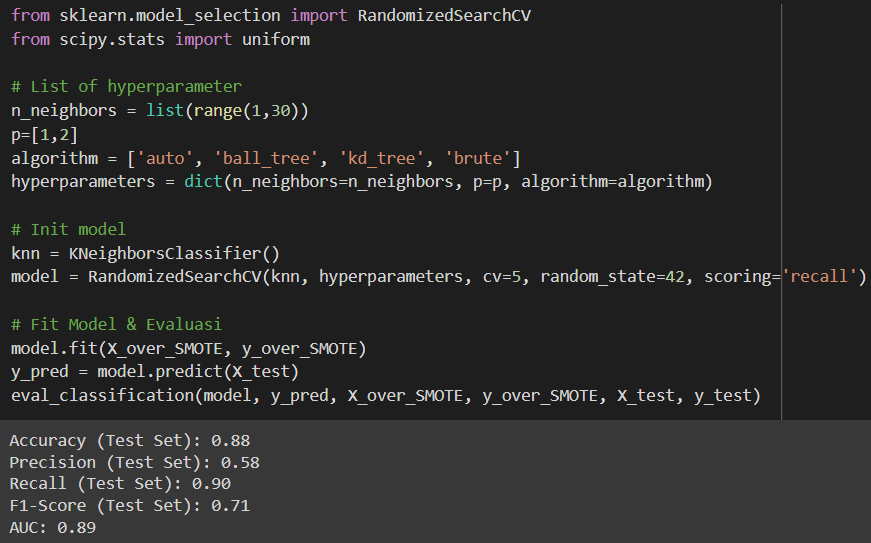 from sklearn.model_selection import RandomizedSearchCV
from scipy.stats import uniform
# List of hyperparameter
n_neighbors = list(range(1,30))
p=[1,2]
algorithm = ['auto', 'ball_tree', 'kd_tree', 'brute']
hyperparameters = dict(n_neighbors=n_neighbors, p=p, algorithm=algorithm)
# Init model
knn = KNeighborsClassifier()
model = RandomizedSearchCV(knn, hyperparameters, cv=5, random_state=42, scoring='recall')
# Fit Model & Evaluasi
model.fit(X_over_SMOTE, y_over_SMOTE)
y_pred = model.predict(X_test)
eval_classification(model, y_pred, X_over_SMOTE, y_over_SMOTE, X_test, y_test)
Accuracy (Test Set): 0.88
Precision (Test Set): 0.58
Recall (Test Set): 0.90
F1-Score (Test Set): 0.71
AUC: 0.89